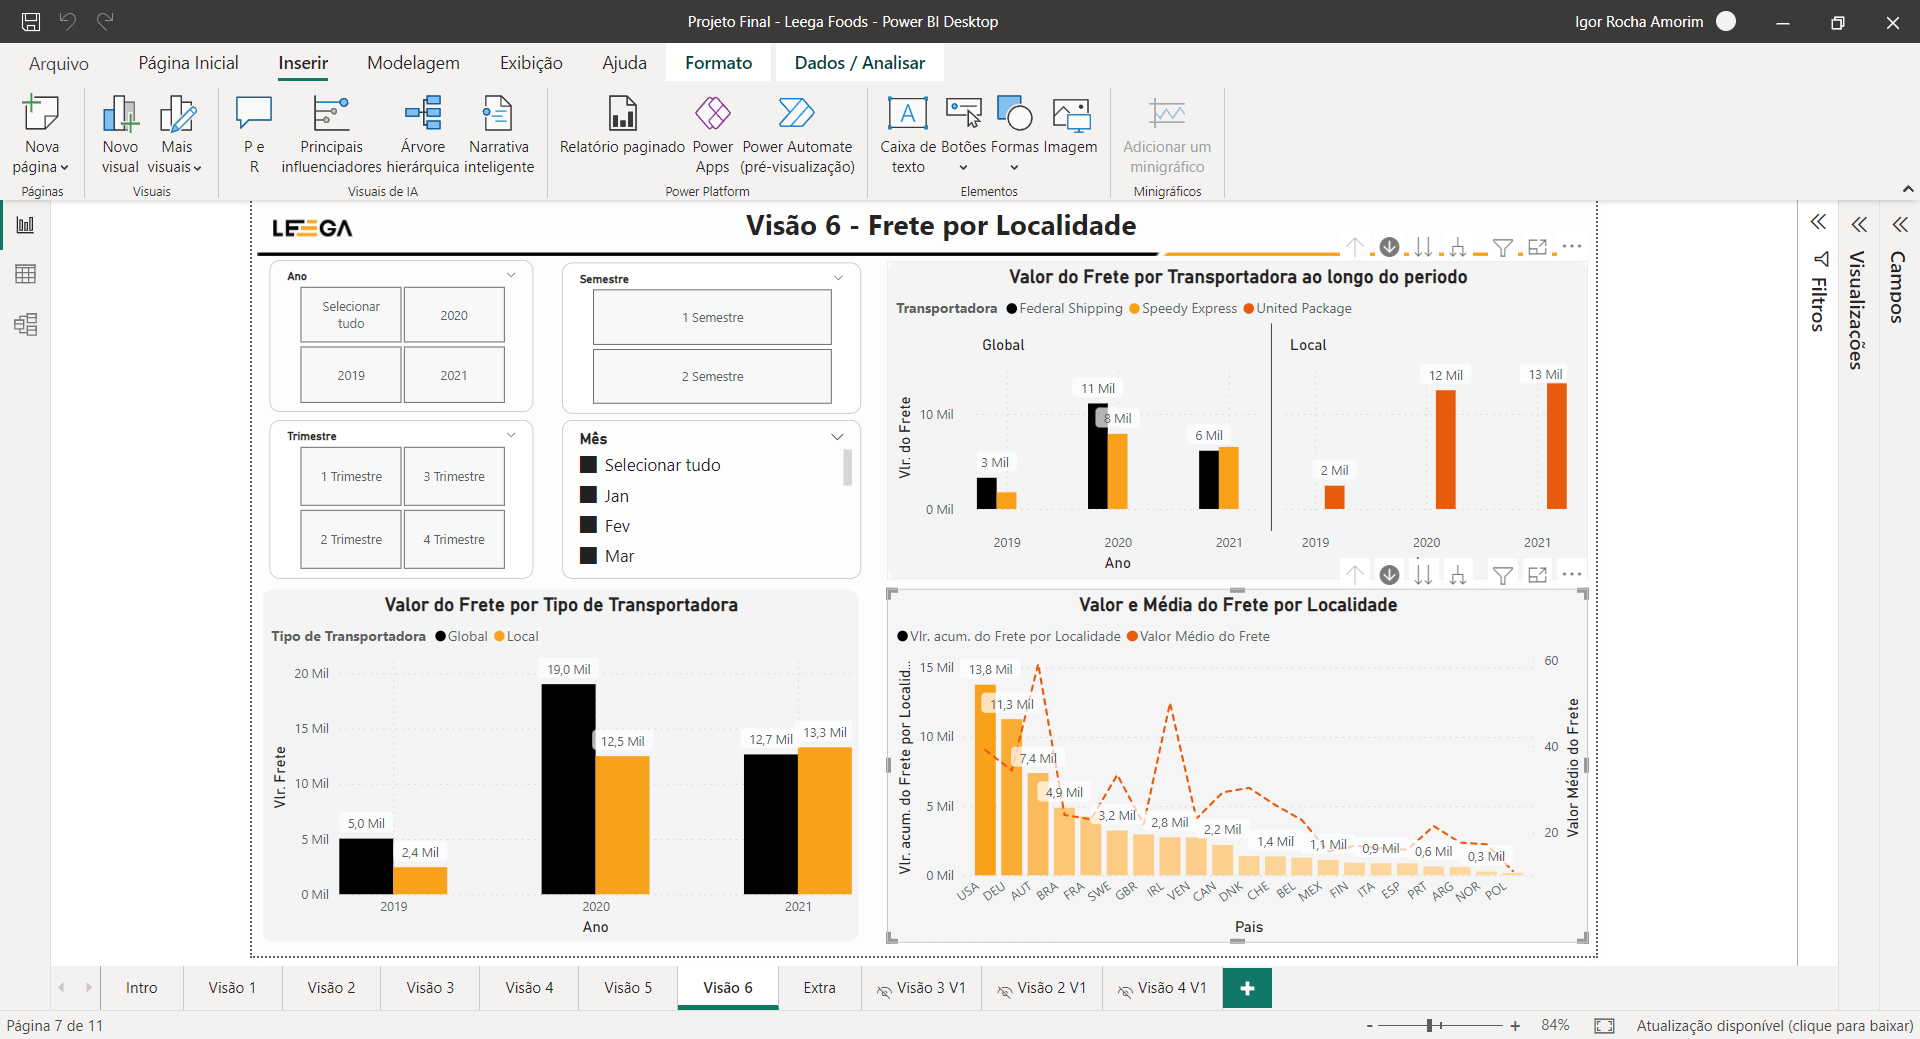 Projeto Final - Leega Foods - Power BI Desktop
Igor Rocha Amorim
Arquivo
Página Inicial
Inserir
Modelagem
Exibição
Ajuda
Formato
Dados / Analisar
Nova página
Novo visual
Mais visuais
P e R
Principais influenciadores
Árvore hierárquica
Narrativa inteligente
Relatório paginado
Power Apps
Power Automate (pré-visualização)
Caixa de texto
Botões
Formas
Imagem
Adicionar um minigráfico
Páginas
Visuais
Visuais de IA
Power Platform
Elementos
Minigráficos
LEEGA
Visão 6 - Frete por Localidade
Filtros
Visualizações
Campos
Ano
Selecionar tudo
2020
2019
2021
Semestre
1 Semestre
2 Semestre
Trimestre
1 Trimestre
3 Trimestre
2 Trimestre
4 Trimestre
Mês
Selecionar tudo
Jan
Fev
Mar
Valor do Frete por Transportadora ao longo do periodo
Transportadora Federal Shipping Speedy Express United Package
Global
Local
Vlr. do Frete
10 Mil
0 Mil
3 Mil
11 Mil
8 Mil
6 Mil
2 Mil
12 Mil
13 Mil
2019
2020
2021
2019
2020
2021
Ano
Valor do Frete por Tipo de Transportadora
Tipo de Transportadora Global Local
Vlr. Frete
20 Mil
15 Mil
10 Mil
5 Mil
0 Mil
5,0 Mil
2,4 Mil
19,0 Mil
12,5 Mil
12,7 Mil
13,3 Mil
2019
2020
2021
Ano
Valor e Média do Frete por Localidade
Vlr. acum. do Frete por Localidade Valor Médio do Frete
Vlr. acum. do Frete por Localid...
15 Mil
10 Mil
5 Mil
0 Mil
13,8 Mil
11,3 Mil
7,4 Mil
4,9 Mil
3,2 Mil
2,8 Mil
2,2 Mil
1,4 Mil
1,1 Mil
0,9 Mil
0,6 Mil
0,3 Mil
60
40
20
Valor Médio do Frete
USA
DEU
AUT
BRA
FRA
SWE
GBR
IRL
VEN
CAN
DNK
CHE
BEL
MEX
FIN
ITA
ESP
PRT
ARG
NOR
POL
Pais
Intro
Visão 1
Visão 2
Visão 3
Visão 4
Visão 5
Visão 6
Extra
Visão 3 V1
Visão 2 V1
Visão 4 V1
+
Página 7 de 11
- + 84%
Atualização disponível (clique para baixar)